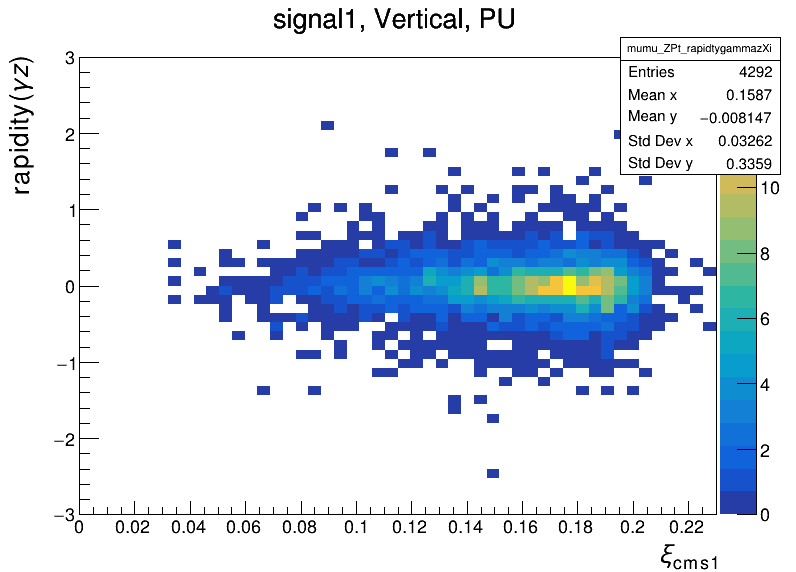 signal1, Vertical, PU
mumu_ZPt_rapidtygammazXi
Entries 4292
Mean x 0.1587
Mean y −0.008147
Std Dev x 0.03262
Std Dev y 0.3359
rapidity(γz)
3
2
1
0
−1
−2
−3
10
8
6
4
2
0
0 0.02 0.04 0.06 0.08 0.1 0.12 0.14 0.16 0.18 0.2 0.22
ξcms1